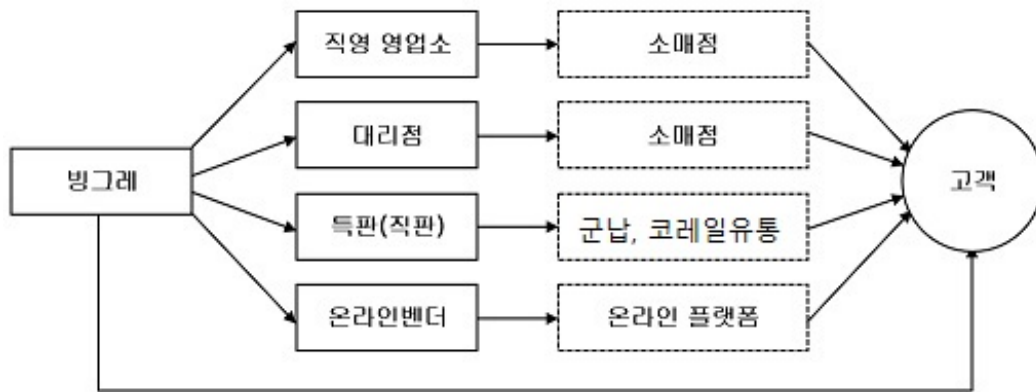 직영 영업소
소매점
대리점
소매점
빙그레
고객
특판(직판)
군납, 코레일유통
온라인벤더
온라인 플랫폼